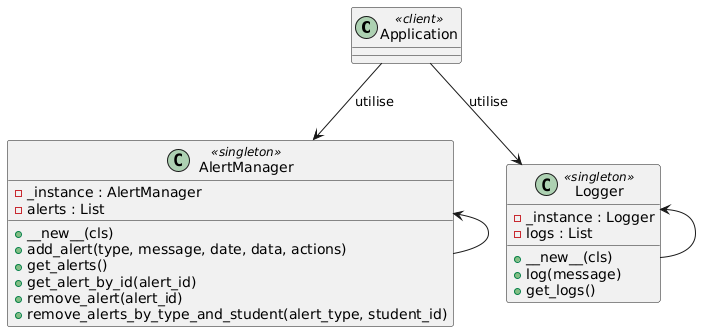 C
«client»
Application
utilise
utilise
C
«singleton»
AlertManager
_instance : AlertManager
alerts : List
__new__(cls)
add_alert(type, message, date, data, actions)
get_alerts()
get_alert_by_id(alert_id)
remove_alert(alert_id)
remove_alerts_by_type_and_student(alert_type, student_id)
C
«singleton»
Logger
_instance : Logger
logs : List
__new__(cls)
log(message)
get_logs()